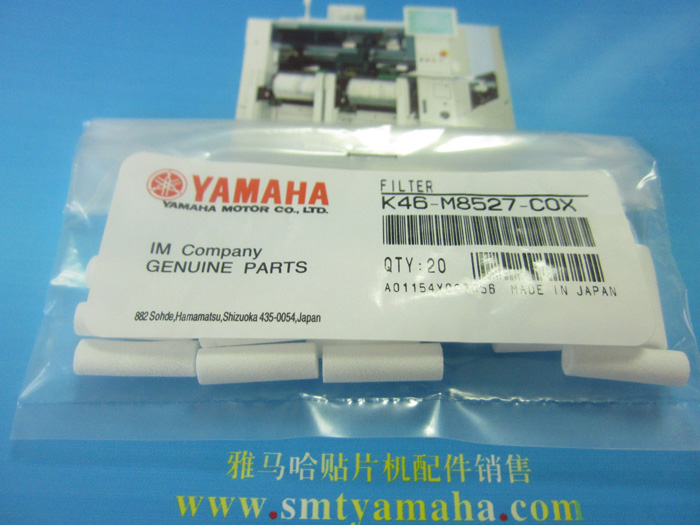 YAMAHA
YAMAHA MOTOR CO., LTD.
IM Company
GENUINE PARTS
882 Sohde,Hamamatsu,Shizuoka 435-0054,Japan
FILTER
K46-M8527-C0X
QTY:20
MADE IN JAPAN
雅马哈贴片机配件销售
www.smtyamaha.com